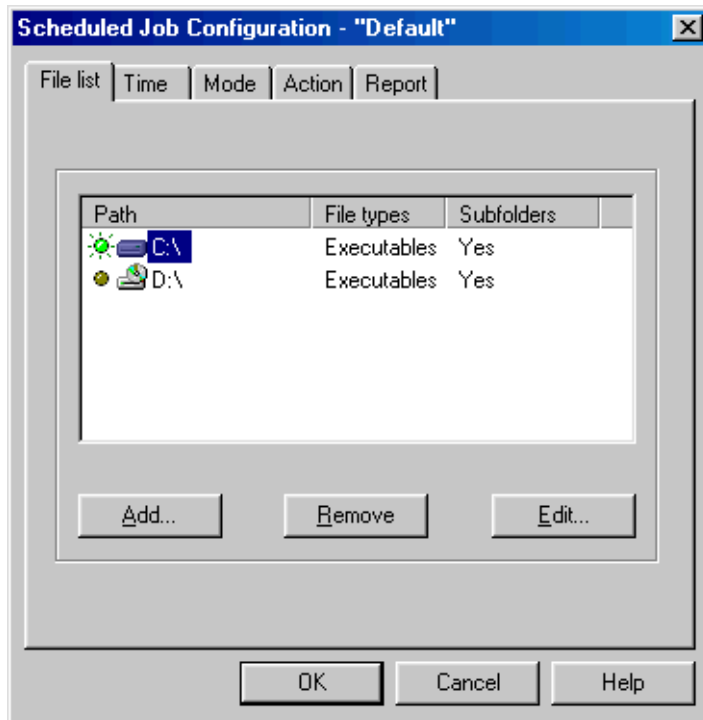 Scheduled Job Configuration - "Default"
File list Time Mode Action Report
Path File types Subfolders
C:\ Executables Yes
D:\ Executables Yes
Add... Remove Edit...
OK Cancel Help